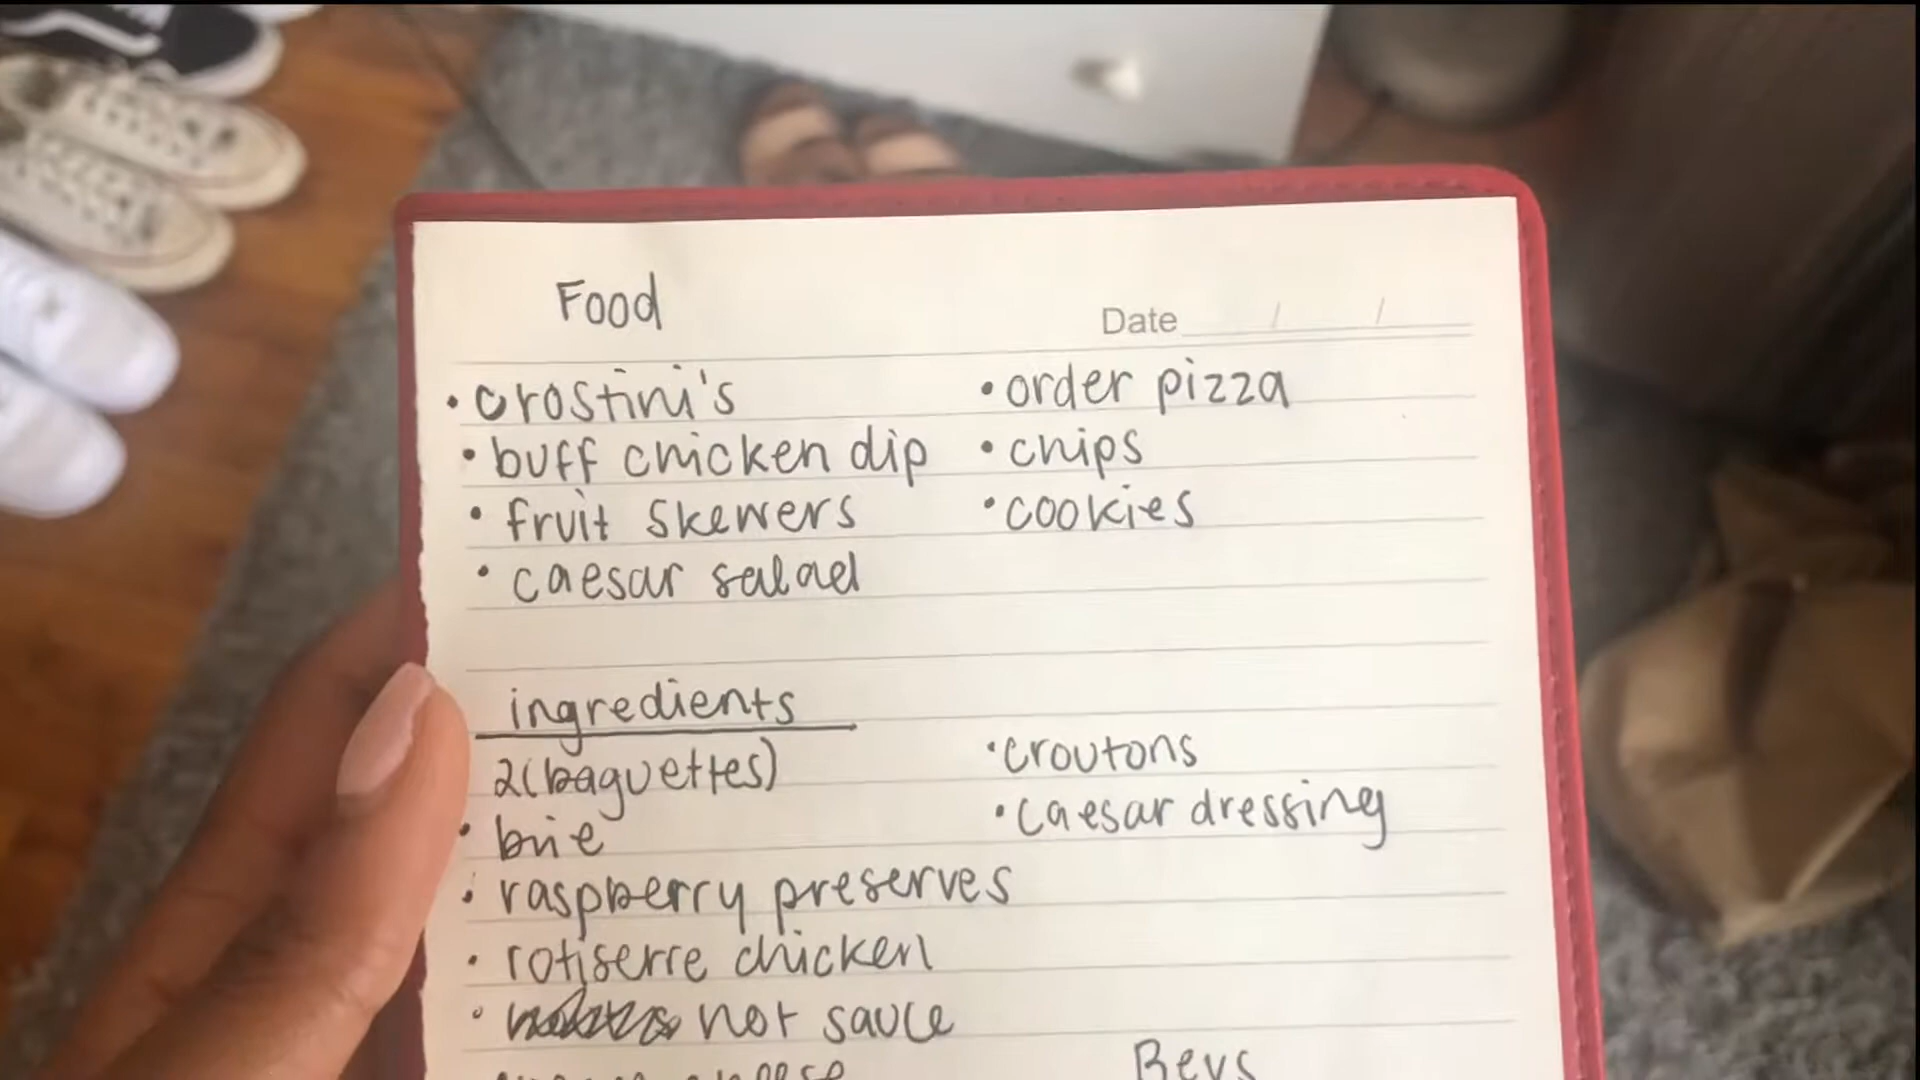 Food
Date / /
• crostini's
• buff chicken dip
• fruit skewers
• caesar salad
• order pizza
• chips
• cookies
ingredients
2(baguettes)
• brie
• raspberry preserves
• rotiserre chicken
• hot sauce
• croutons
• caesar dressing
Bevs